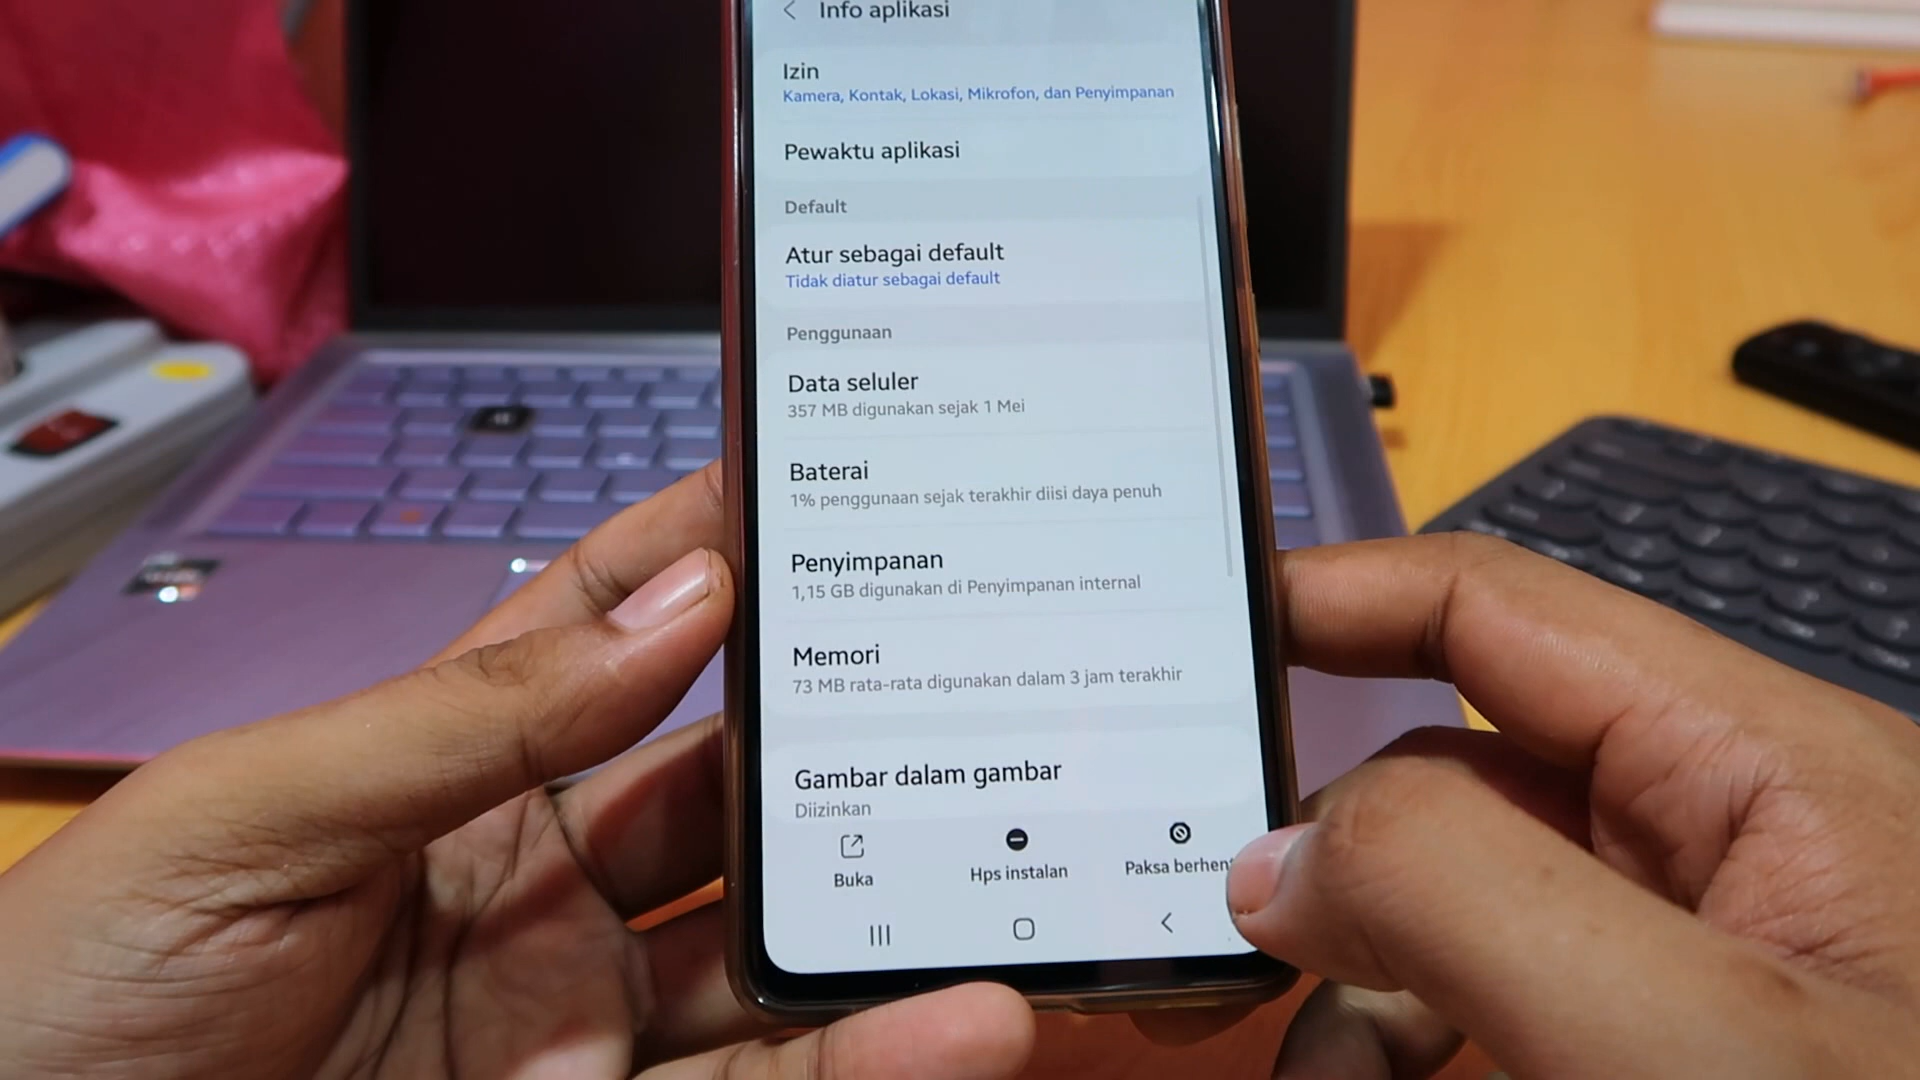 Info aplikasi
Izin
Kamera, Kontak, Lokasi, Mikrofon, dan Penyimpanan
Pewaktu aplikasi
Default
Atur sebagai default
Tidak diatur sebagai default
Penggunaan
Data seluler
357 MB digunakan sejak 1 Mei
Baterai
1% penggunaan sejak terakhir diisi daya penuh
Penyimpanan
1,15 GB digunakan di Penyimpanan internal
Memori
73 MB rata-rata digunakan dalam 3 jam terakhir
Gambar dalam gambar
Diizinkan
Buka
Hps instalan
Paksa berhen